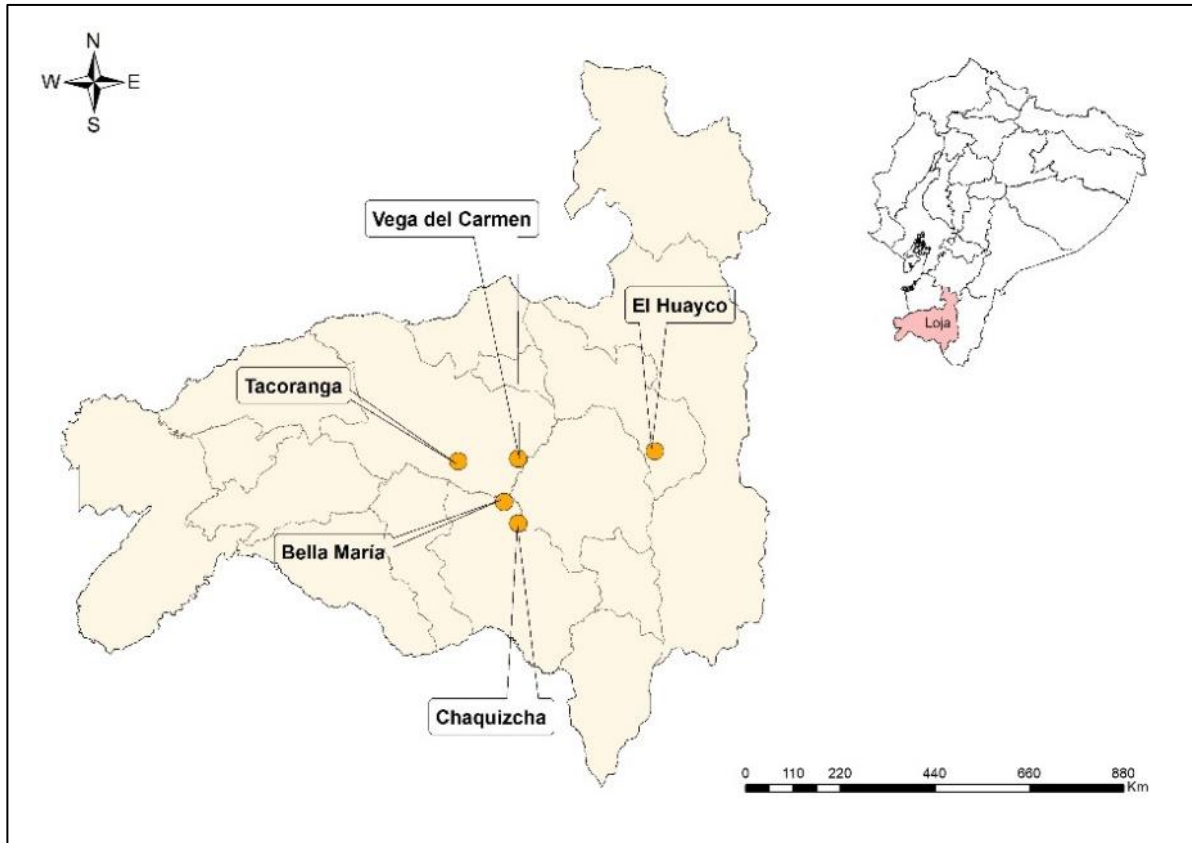 N
W E
S
Vega del Carmen
El Huayco
Loja
Tacoranga
Bella María
Chaquizcha
0 110 220 440 660 880
Km